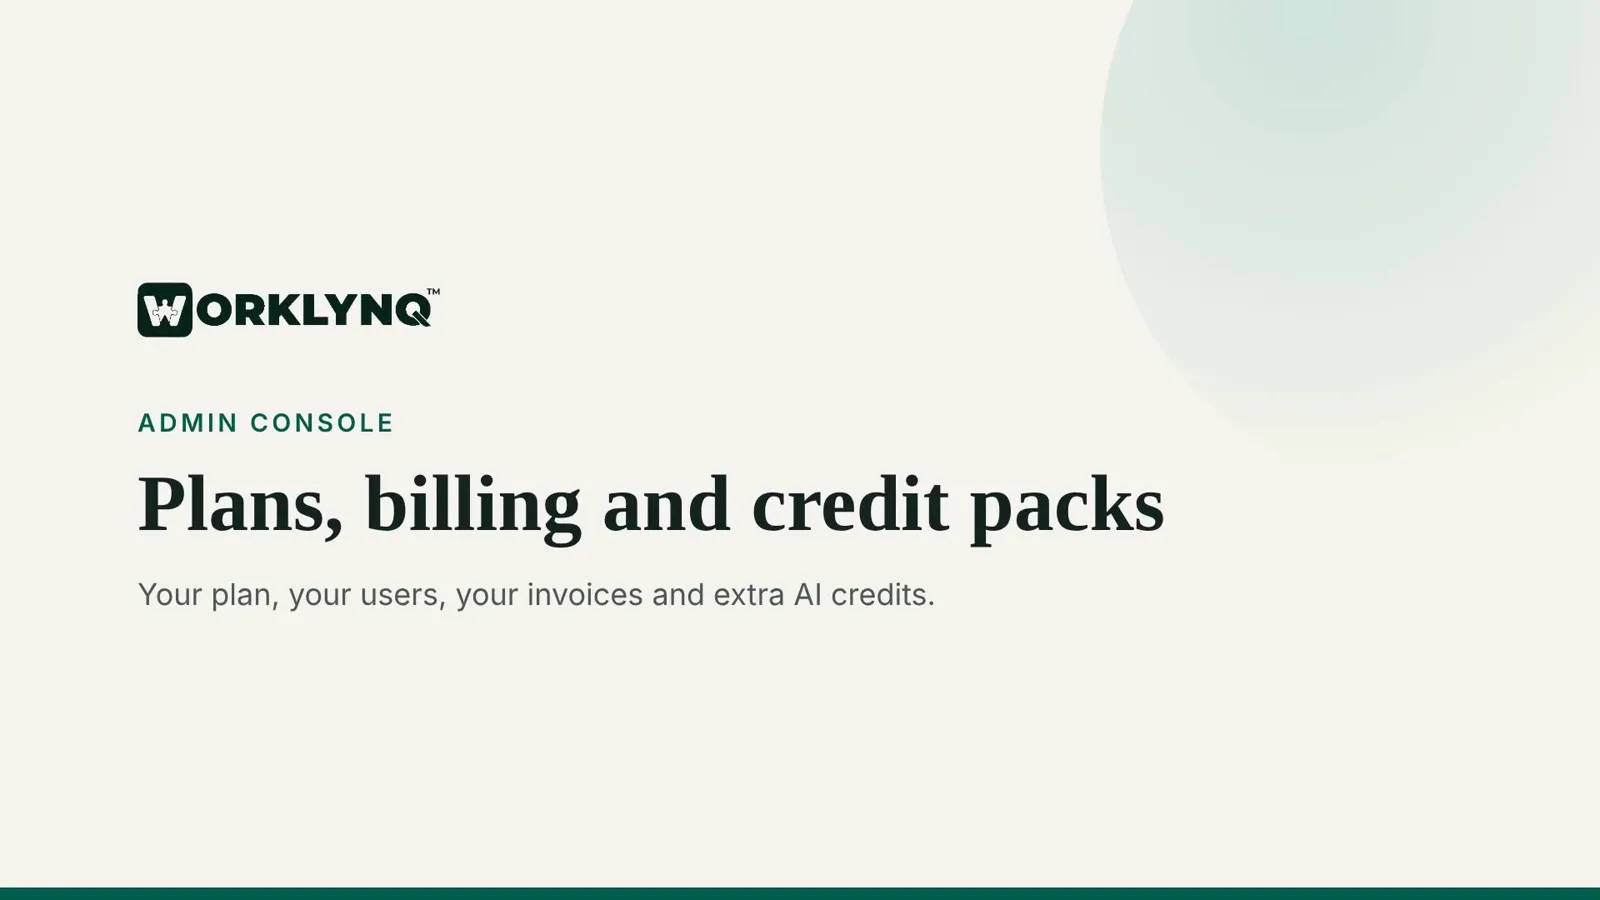 WORKLYNQ™
ADMIN CONSOLE
Plans, billing and credit packs
Your plan, your users, your invoices and extra AI credits.